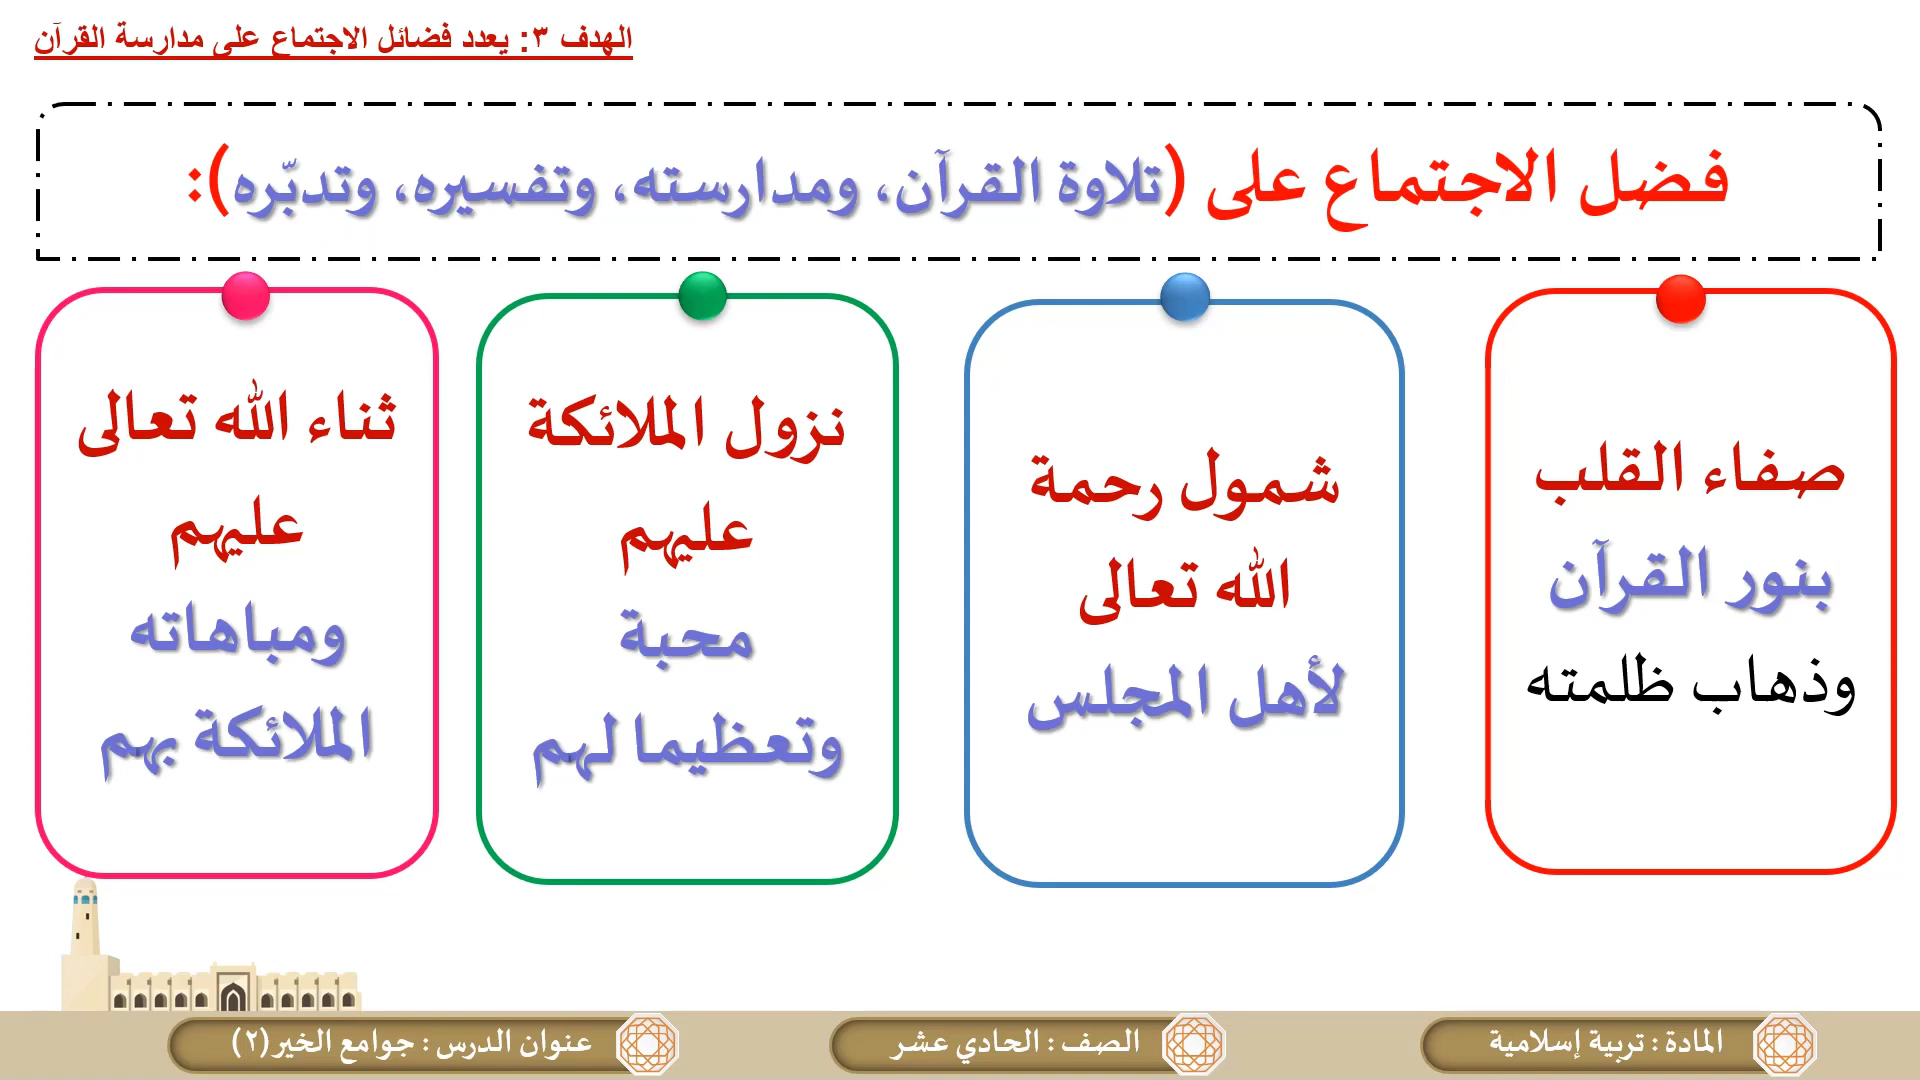 الهدف ٣: يعدد فضائل الاجتماع على مدارسة القرآن
فضل الاجتماع على (تلاوة القرآن، ومدارسته، وتفسيره، وتدبّره):
صفاء القلب
بنور القرآن
وذهاب ظلمته
شمول رحمة
الله تعالى
لأهل المجلس
نزول الملائكة
عليهم
محبة
وتعظيما لهم
ثناء الله تعالى
عليهم
ومباهاته
الملائكة بهم
المادة : تربية إسلامية
الصف : الحادي عشر
عنوان الدرس : جوامع الخير(٢)